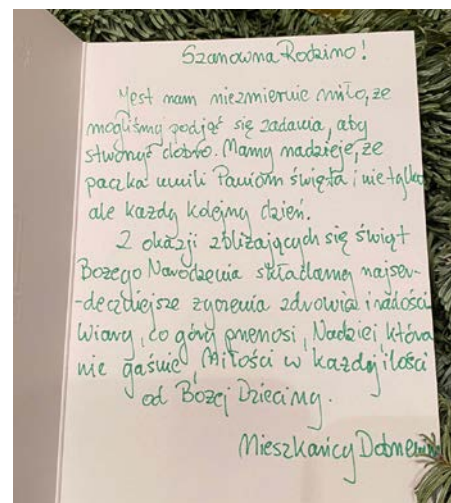 Szanowna Rodzino!
Jest nam niezmiernie miło, że
mogliśmy podjąć się zadania, aby
stworzyć dobro. Mamy nadzieję, że
paczka umili Paniom święta i nie tylko
ale każdy kolejny dzień.
Z okazji zbliżających się świąt
Bożego Narodzenia składamy najser-
-deczniejsze życzenia zdrowia i radości
Wiary, co góry przenosi, Nadziei która
nie gaśnie, Miłości w każdej ilości
od Bożej Dzieciny.
Mieszkańcy